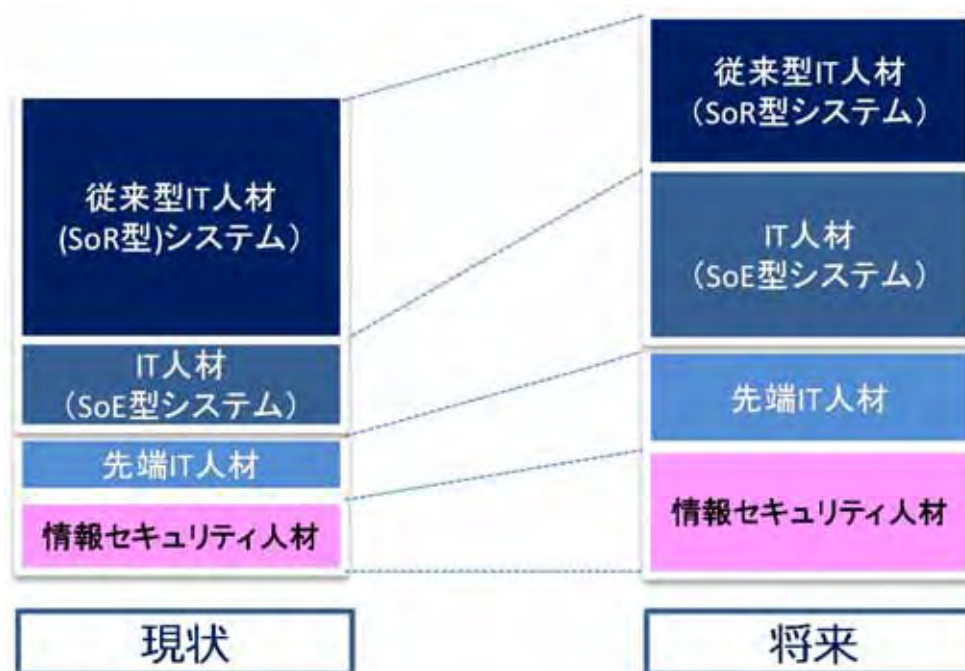 従来型IT人材
(SoR型)システム）
IT人材
（SoE型システム）
先端IT人材
情報セキュリティ人材
現状
従来型IT人材
（SoR型システム）
IT人材
（SoE型システム）
先端IT人材
情報セキュリティ人材
将来